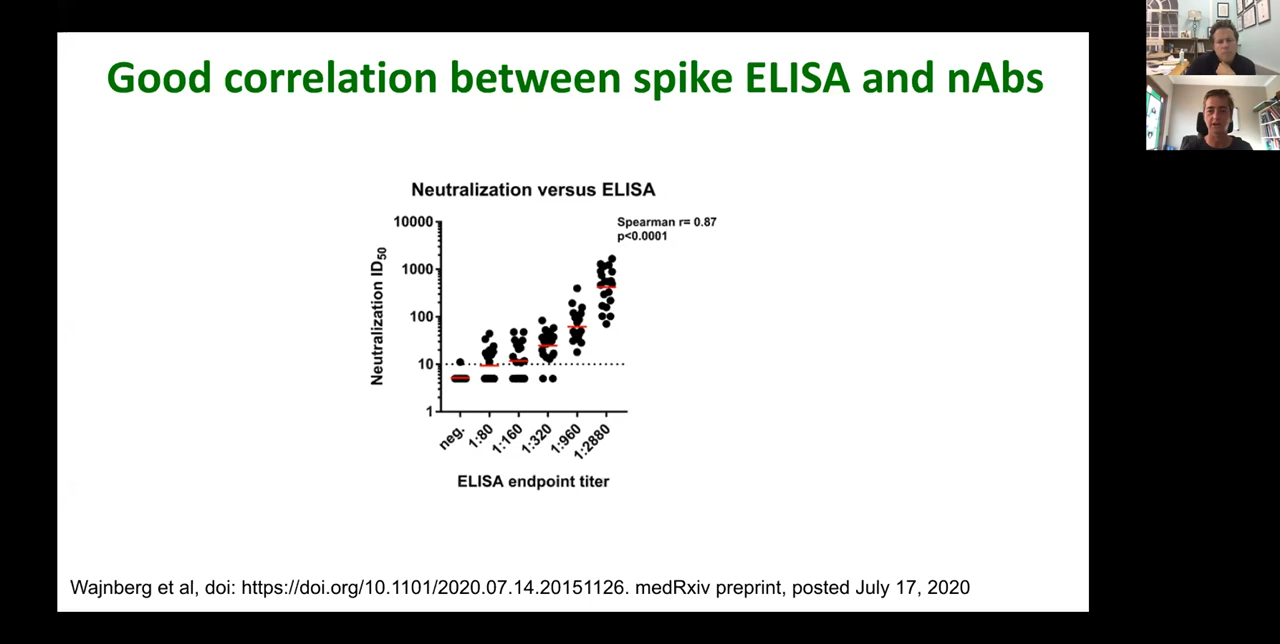 Good correlation between spike ELISA and nAbs
Neutralization versus ELISA
Spearman r= 0.87
p<0.0001
Neutralization ID50
10000
1000
100
10
1
neg.
1:80
1:160
1:320
1:960
1:2880
ELISA endpoint titer
Wajnberg et al, doi: https://doi.org/10.1101/2020.07.14.20151126. medRxiv preprint, posted July 17, 2020